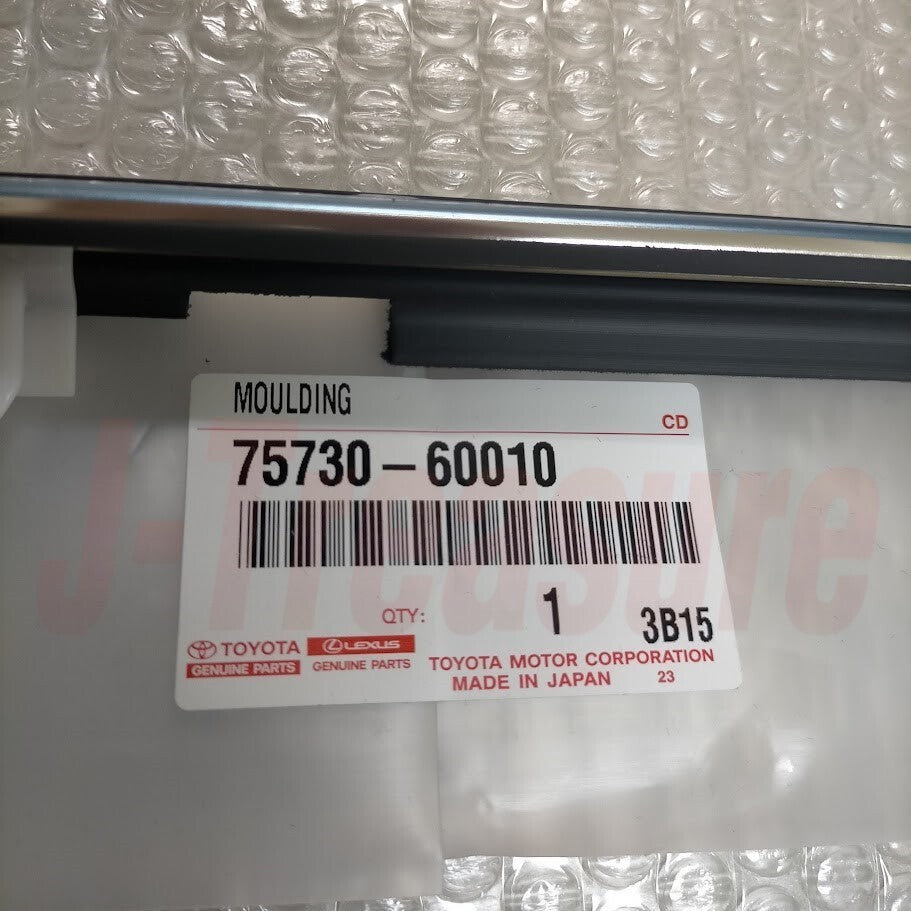 MOULDING
CD
75730-60010
J-Treasure
QTY: 1 3B15
TOYOTA LEXUS
GENUINE PARTS GENUINE PARTS
TOYOTA MOTOR CORPORATION
MADE IN JAPAN 23